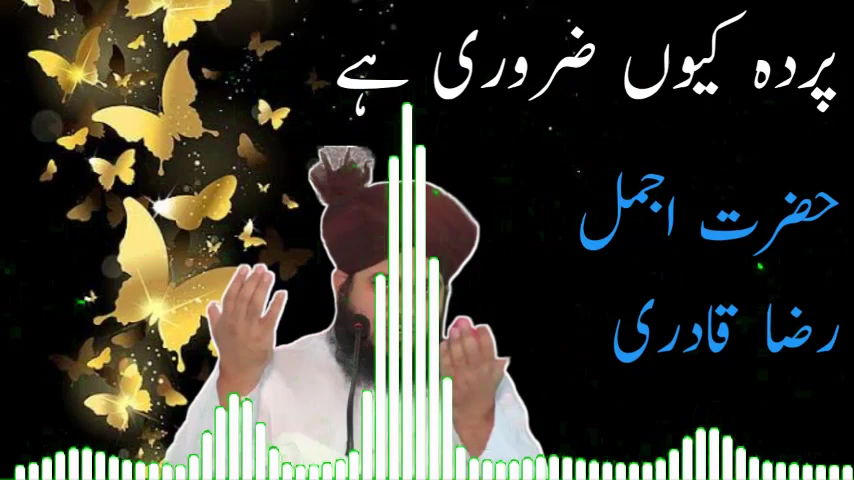 پردہ کیوں ضروری ہے
حضرت اجمل
رضا قادری